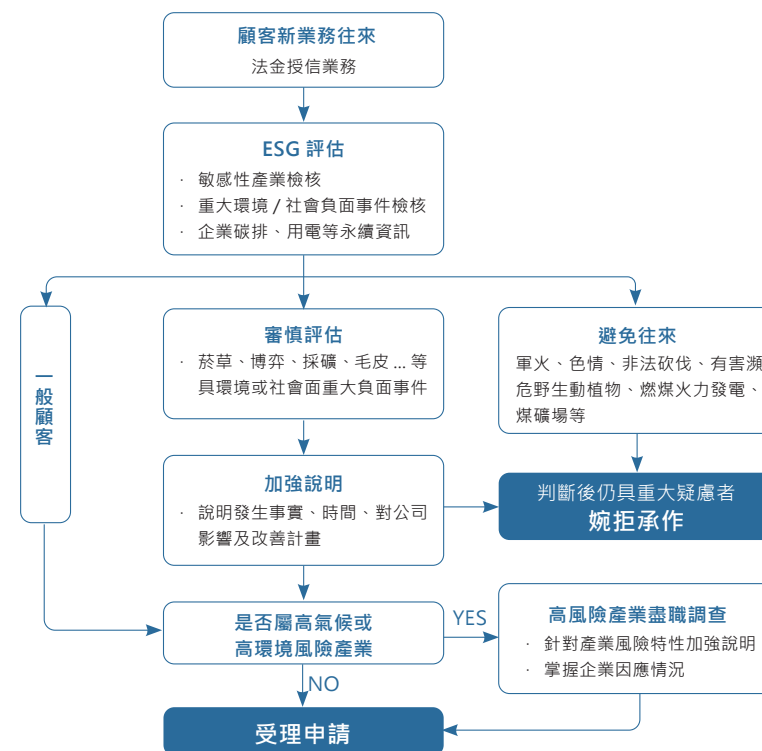 顧客新業務往來
法金授信業務
ESG 評估
· 敏感性產業檢核
· 重大環境 / 社會負面事件檢核
· 企業碳排、用電等永續資訊
一般顧客
審慎評估
· 菸草、博弈、採礦、毛皮 ... 等
具環境或社會面重大負面事件
避免往來
軍火、色情、非法砍伐、有害瀕
危野生動植物、燃煤火力發電、
煤礦場等
加強說明
· 說明發生事實、時間、對公司
影響及改善計畫
判斷後仍具重大疑慮者
婉拒承作
是否屬高氣候或
高環境風險產業
YES
高風險產業盡職調查
· 針對產業風險特性加強說明
· 掌握企業因應情況
NO
受理申請